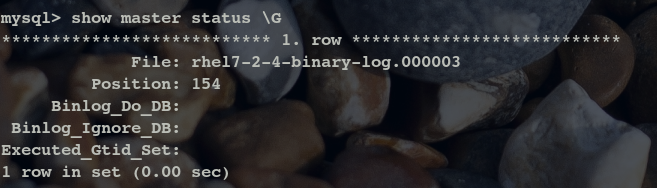 mysql> show master status \G
*************************** 1. row ***************************
File: rhel7-2-4-binary-log.000003
Position: 154
Binlog_Do_DB:
Binlog_Ignore_DB:
Executed_Gtid_Set:
1 row in set (0.00 sec)